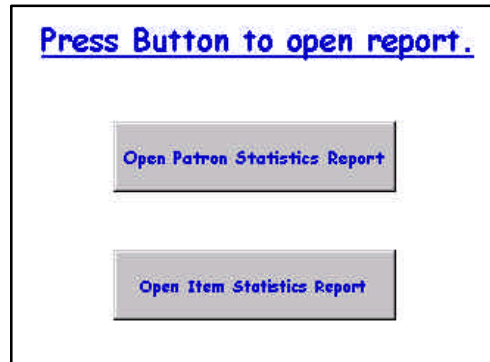 Press Button to open report.
Open Patron Statistics Report
Open Item Statistics Report